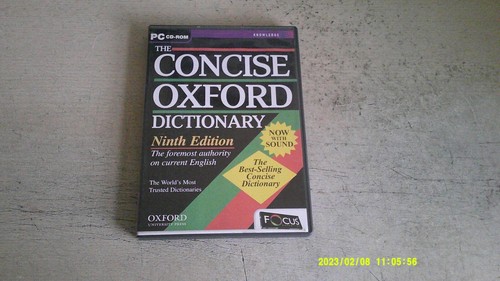 PC CD-ROM
KNOWLEDGE
THE
CONCISE
OXFORD
DICTIONARY
Ninth Edition
The foremost authority
on current English
NOW
WITH
SOUND
The
Best-Selling
Concise
Dictionary
The World's Most
Trusted Dictionaries
OXFORD
UNIVERSITY PRESS
FOCUS
2023/02/08 11:05:56